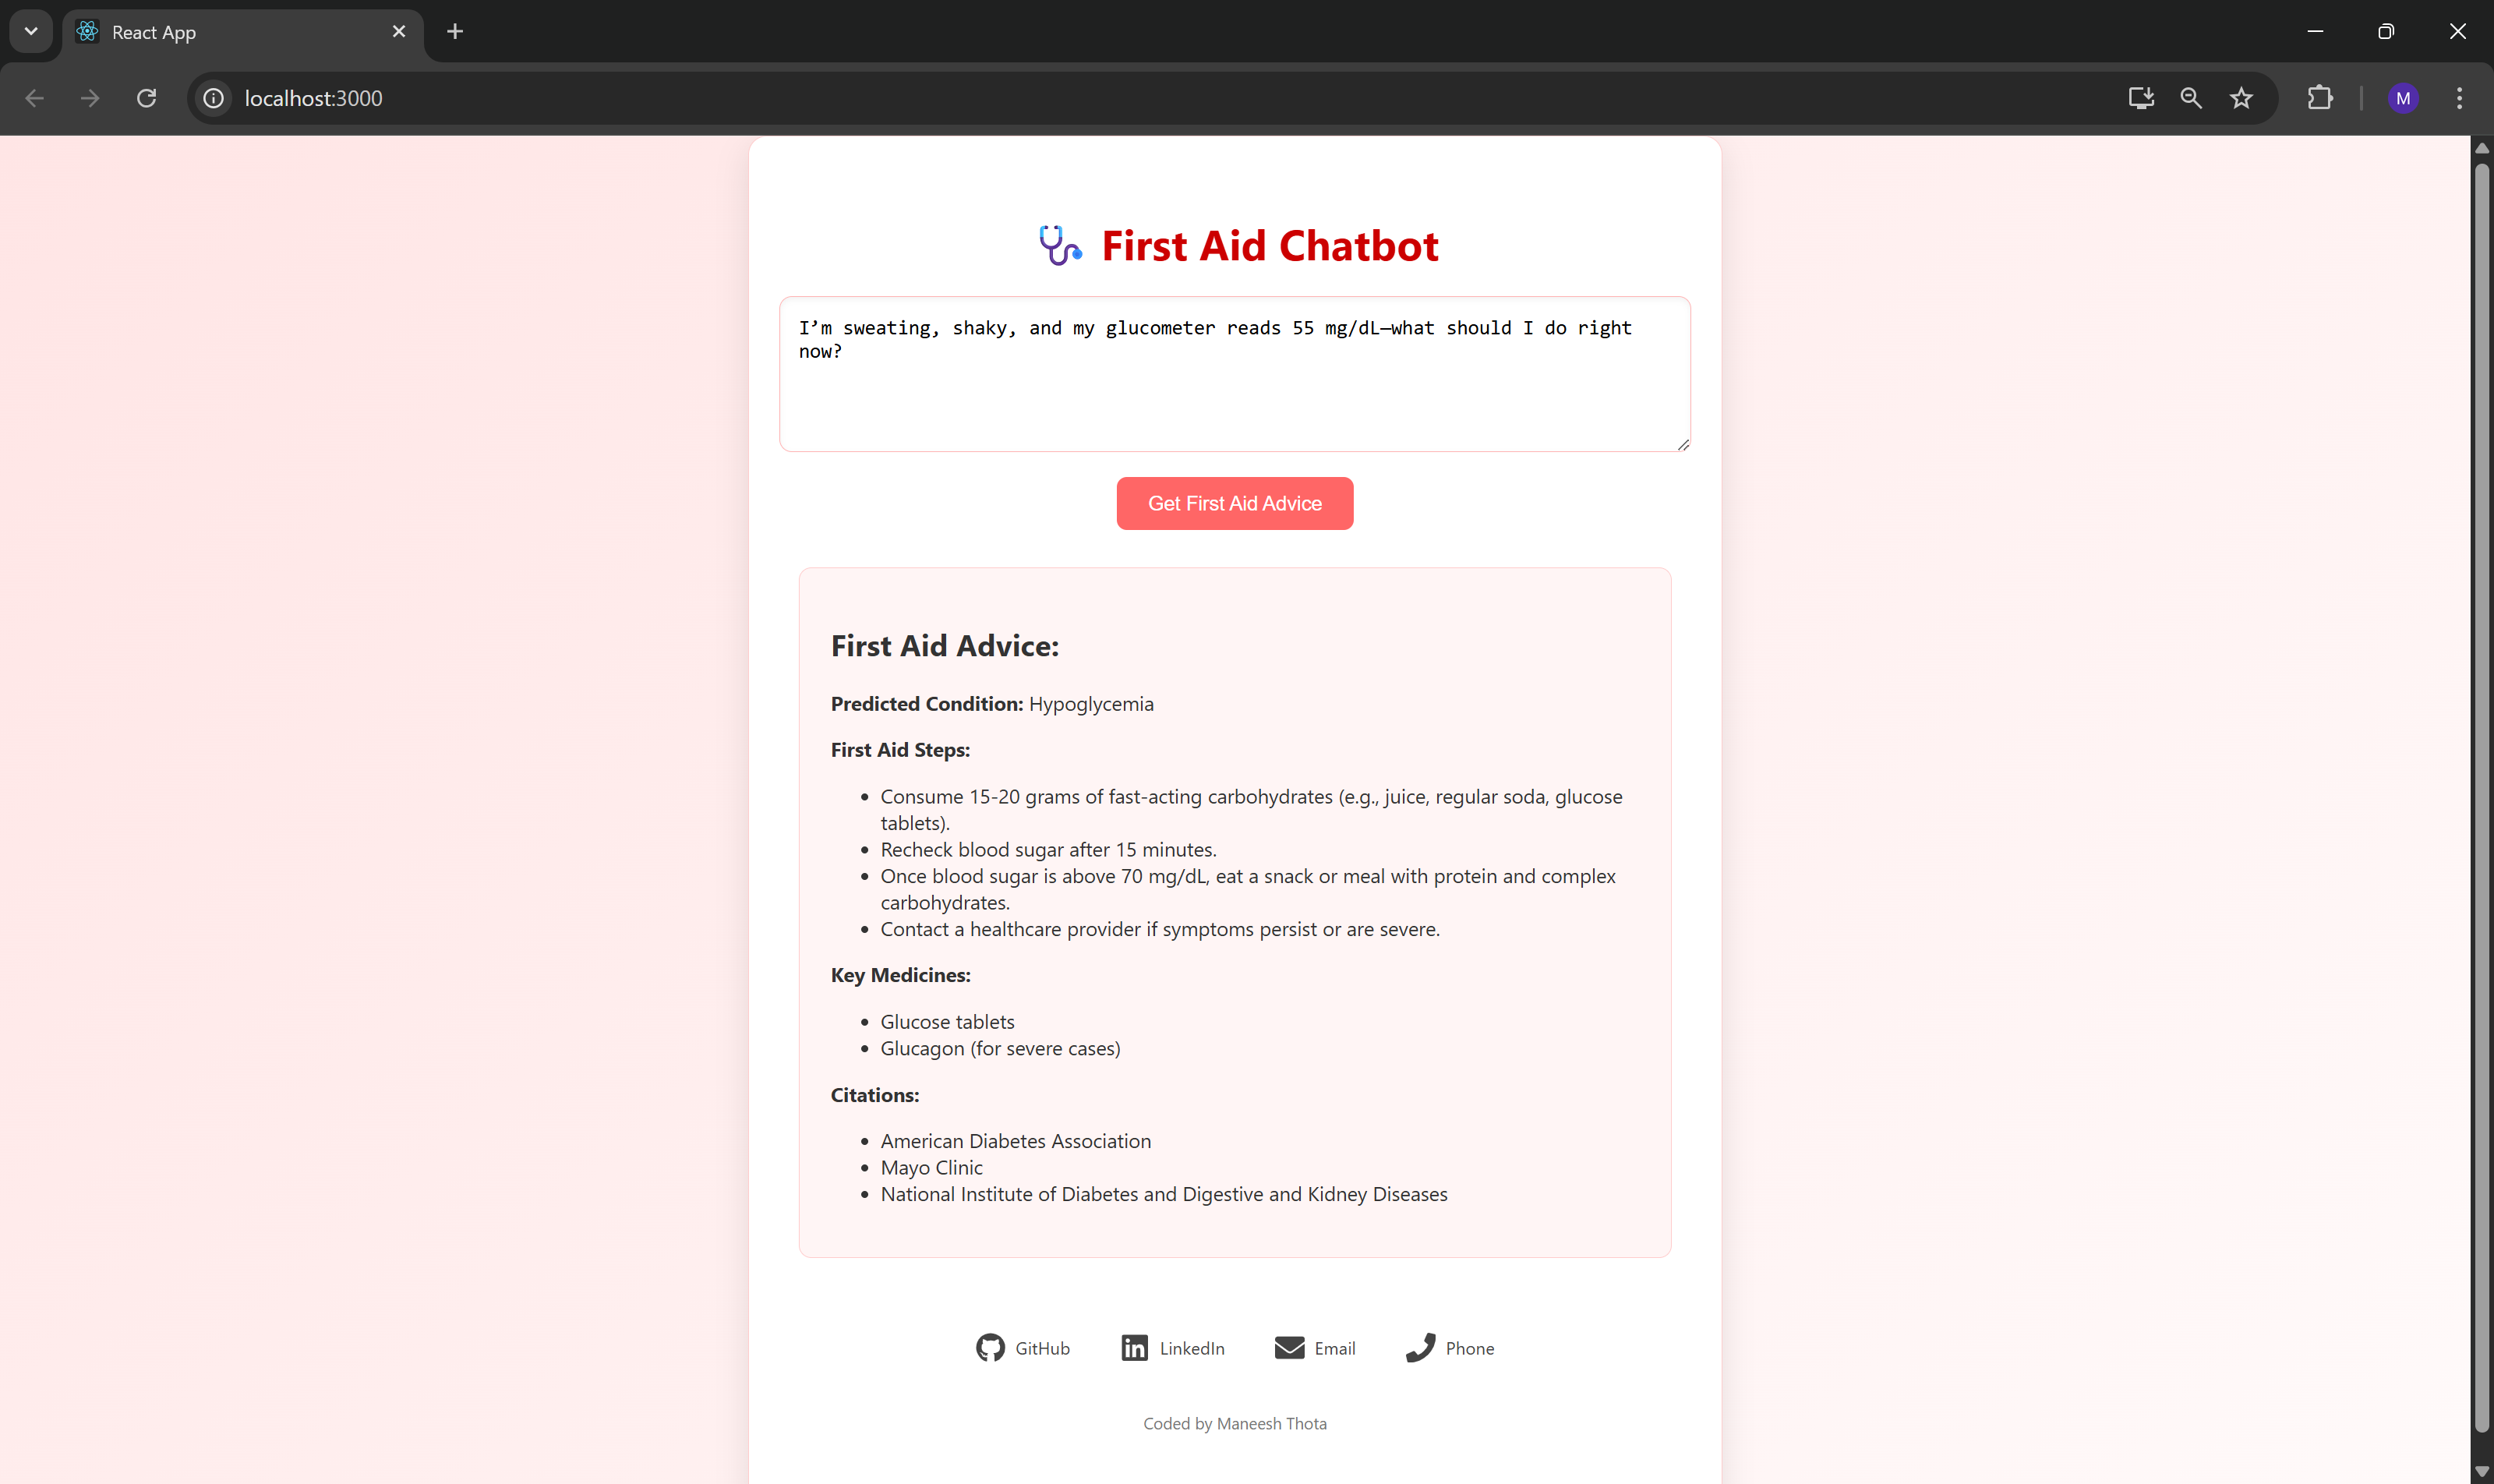 React App
localhost:3000
M
First Aid Chatbot
I’m sweating, shaky, and my glucometer reads 55 mg/dL—what should I do right
now?
Get First Aid Advice
First Aid Advice:
Predicted Condition: Hypoglycemia
First Aid Steps:
Consume 15-20 grams of fast-acting carbohydrates (e.g., juice, regular soda, glucose
tablets).
Recheck blood sugar after 15 minutes.
Once blood sugar is above 70 mg/dL, eat a snack or meal with protein and complex
carbohydrates.
Contact a healthcare provider if symptoms persist or are severe.
Key Medicines:
Glucose tablets
Glucagon (for severe cases)
Citations:
American Diabetes Association
Mayo Clinic
National Institute of Diabetes and Digestive and Kidney Diseases
GitHub LinkedIn Email Phone
Coded by Maneesh Thota